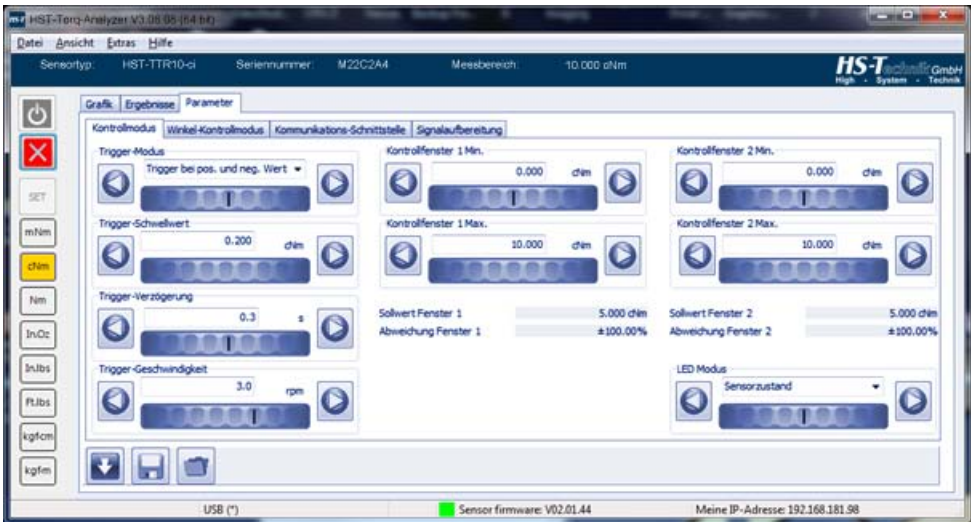 HST-Torq-Analyzer V3.08.08 (64 bit)
Datei Ansicht Extras Hilfe
Sensortyp: HST-TTR10-ci Seriennummer: M22C2A4 Messbereich: 10.000 cNm
HS-Technik GmbH
High - System - Technik
Grafik Ergebnisse Parameter
Kontrollmodus Winkel-Kontrollmodus Kommunikations-Schnittstelle Signalaufbereitung
Trigger-Modus Kontrollfenster 1 Min. Kontrollfenster 2 Min.
Trigger bei pos. und neg. Wert 0.000 cNm 0.000 cNm
SET
Trigger-Schwellwert Kontrollfenster 1 Max. Kontrollfenster 2 Max.
mNm
0.200 cNm 10.000 cNm 10.000 cNm
cNm
Trigger-Verzögerung
Nm
0.3 s Sollwert Fenster 1 5.000 cNm Sollwert Fenster 2 5.000 cNm
In.Oz
Abweichung Fenster 1 ±100.00% Abweichung Fenster 2 ±100.00%
In.lbs
Trigger-Geschwindigkeit LED Modus
3.0 rpm Sensorzustand
Ft.lbs
kgfcm
kgfm
USB (*) Sensor firmware: V02.01.44 Meine IP-Adresse: 192.168.181.98